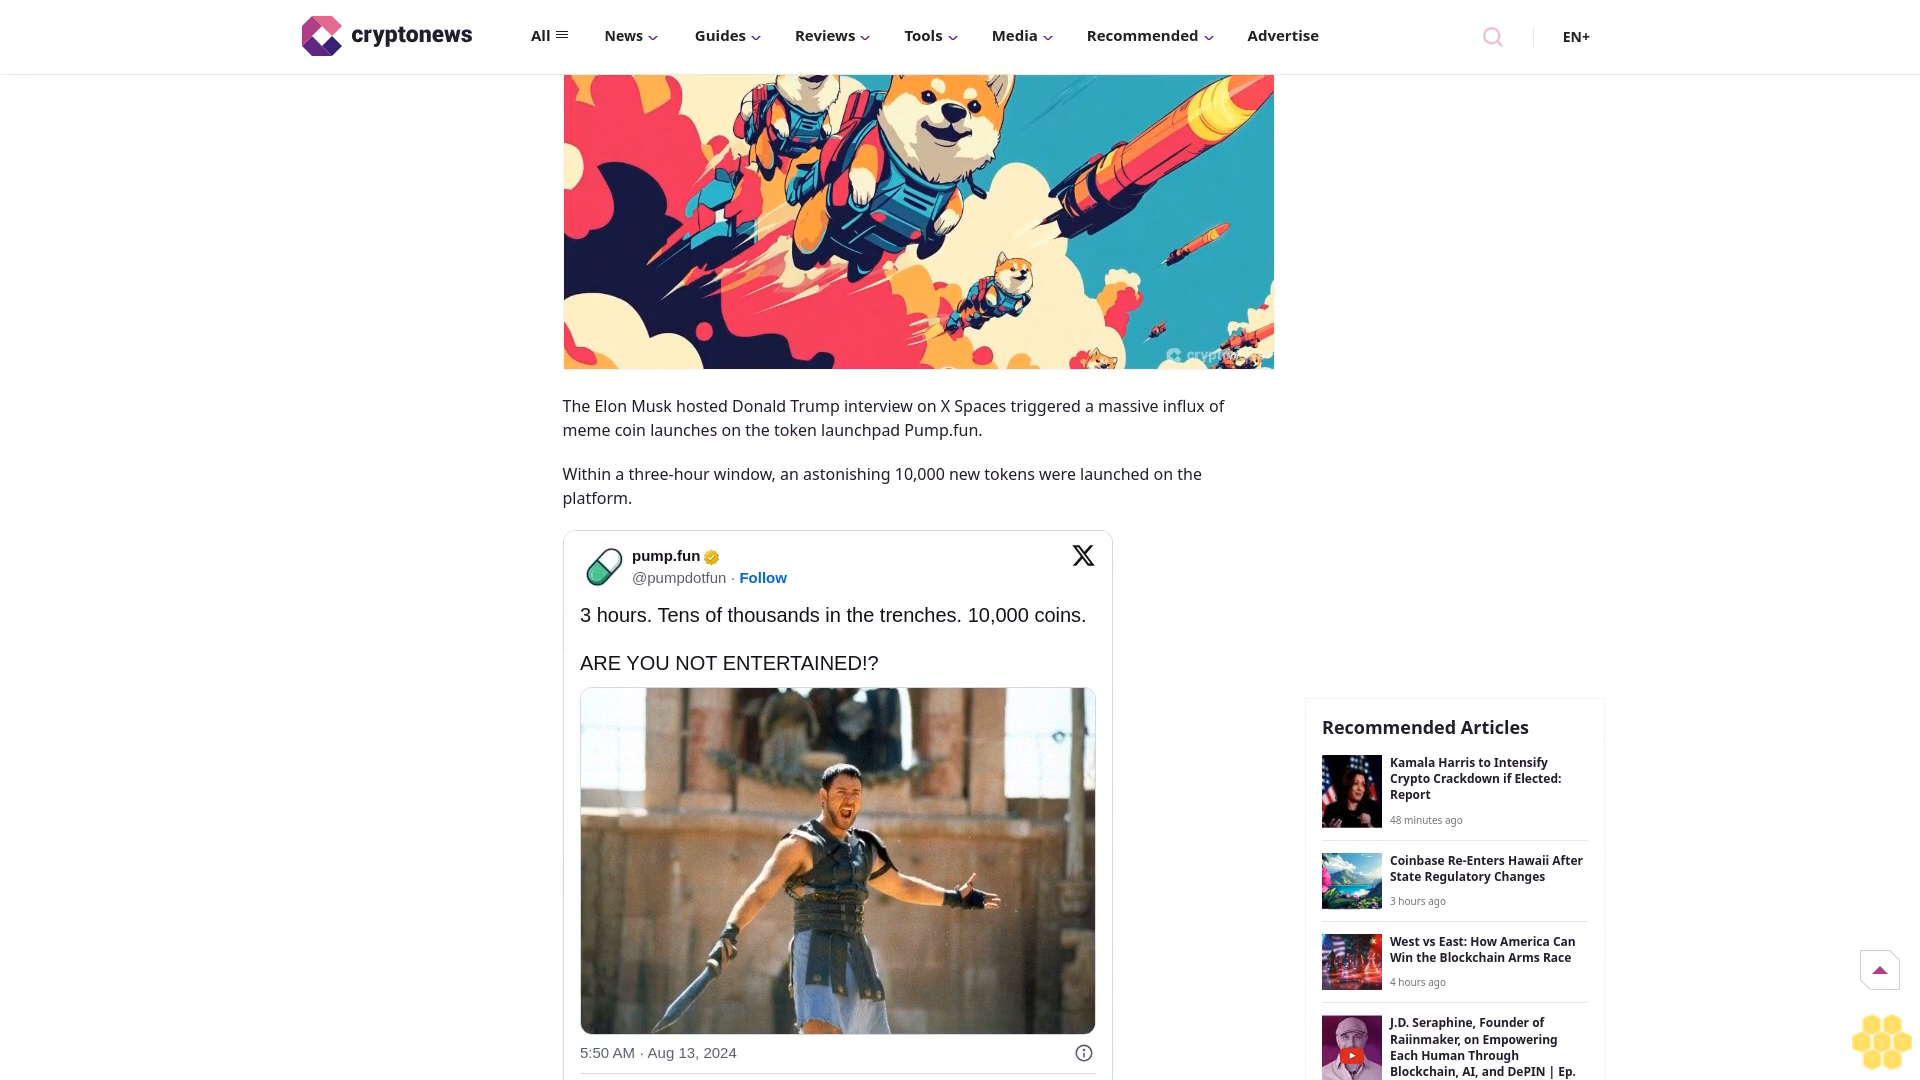 cryptonews
All
News
Guides
Reviews
Tools
Media
Recommended
Advertise
EN+
The Elon Musk hosted Donald Trump interview on X Spaces triggered a massive influx of
meme coin launches on the token launchpad Pump.fun.
Within a three-hour window, an astonishing 10,000 new tokens were launched on the
platform.
pump.fun
@pumpdotfun · Follow
3 hours. Tens of thousands in the trenches. 10,000 coins.
ARE YOU NOT ENTERTAINED!?
5:50 AM · Aug 13, 2024
Recommended Articles
Kamala Harris to Intensify
Crypto Crackdown if Elected:
Report
48 minutes ago
Coinbase Re-Enters Hawaii After
State Regulatory Changes
3 hours ago
West vs East: How America Can
Win the Blockchain Arms Race
4 hours ago
J.D. Seraphine, Founder of
Raiinmaker, on Empowering
Each Human Through
Blockchain, AI, and DePIN | Ep.